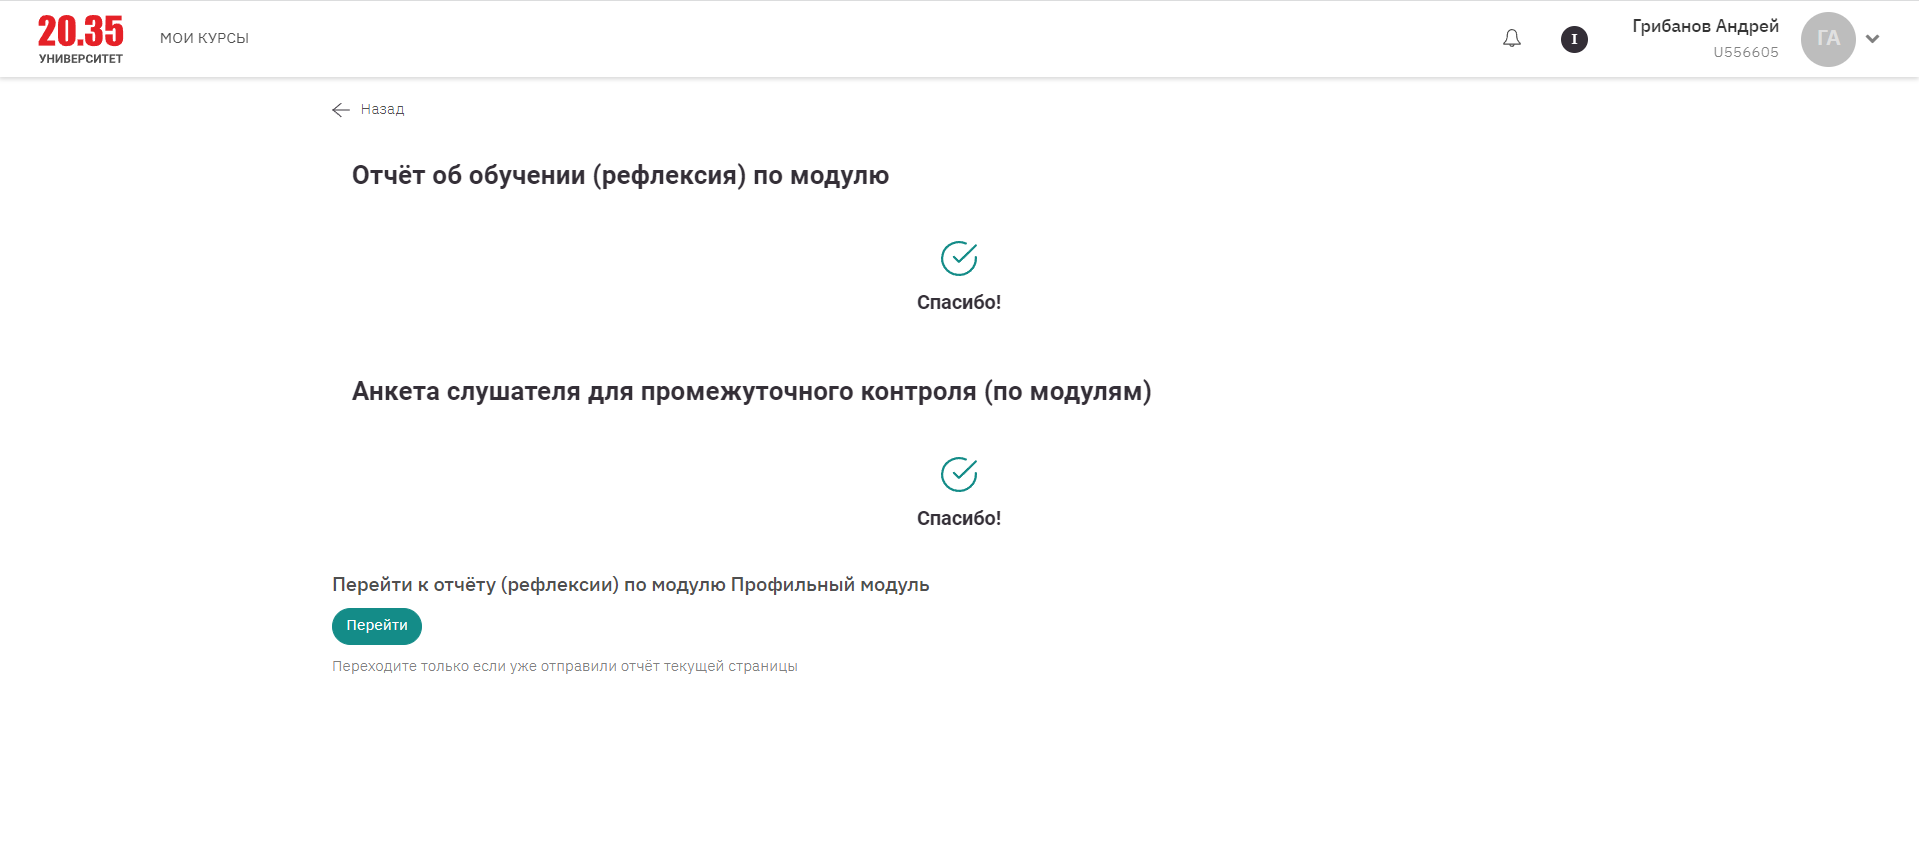 20.35
УНИВЕРСИТЕТ
МОИ КУРСЫ
I
Грибанов Андрей
U556605
ГА
Назад
Отчёт об обучении (рефлексия) по модулю
Спасибо!
Анкета слушателя для промежуточного контроля (по модулям)
Спасибо!
Перейти к отчёту (рефлексии) по модулю Профильный модуль
Перейти
Переходите только если уже отправили отчёт текущей страницы